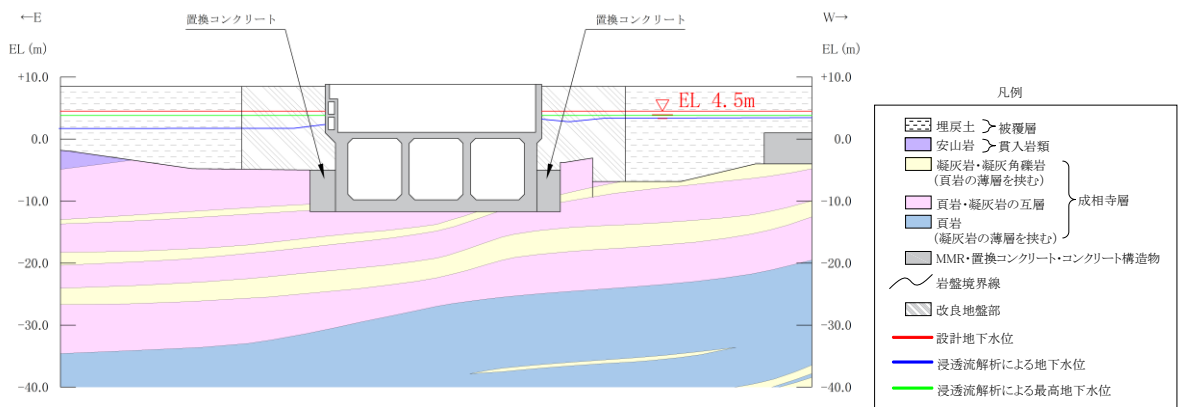 ←E
置換コンクリート
置換コンクリート
W→
EL (m)
EL (m)
+10.0
0.0
-10.0
-20.0
-30.0
-40.0
EL 4.5m
+10.0
0.0
-10.0
-20.0
-30.0
-40.0
凡例
埋戻土
被覆層
安山岩
貫入岩類
凝灰岩・凝灰角礫岩
(頁岩の薄層を挟む)
頁岩・凝灰岩の互層
成相寺層
頁岩
(凝灰岩の薄層を挟む)
MMR・置換コンクリート・コンクリート構造物
岩盤境界線
改良地盤部
設計地下水位
浸透流解析による地下水位
浸透流解析による最高地下水位